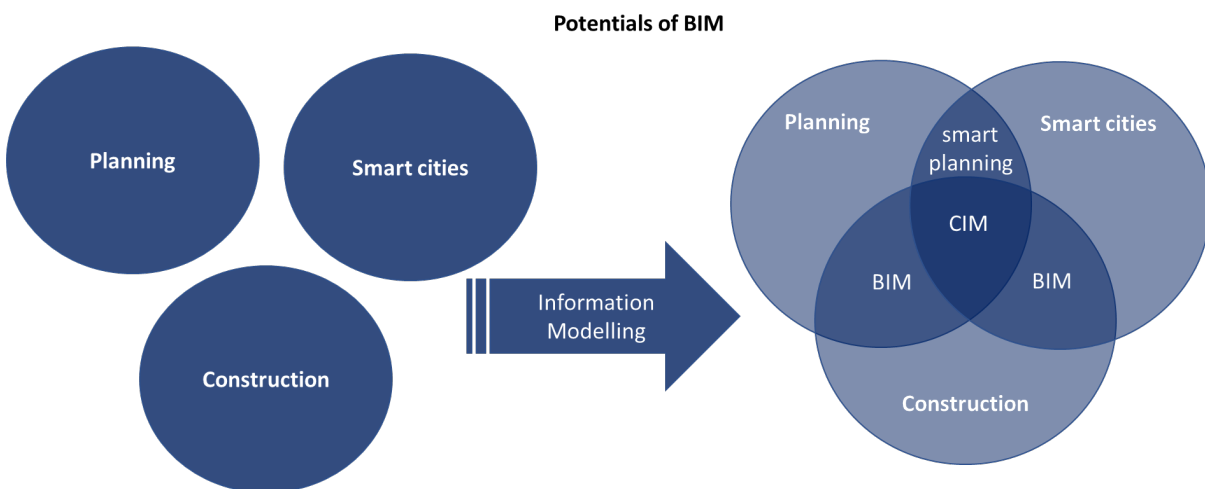 Potentials of BIM
Planning
Smart cities
Construction
Information
Modelling
Planning
Smart cities
smart
planning
CIM
BIM
BIM
Construction